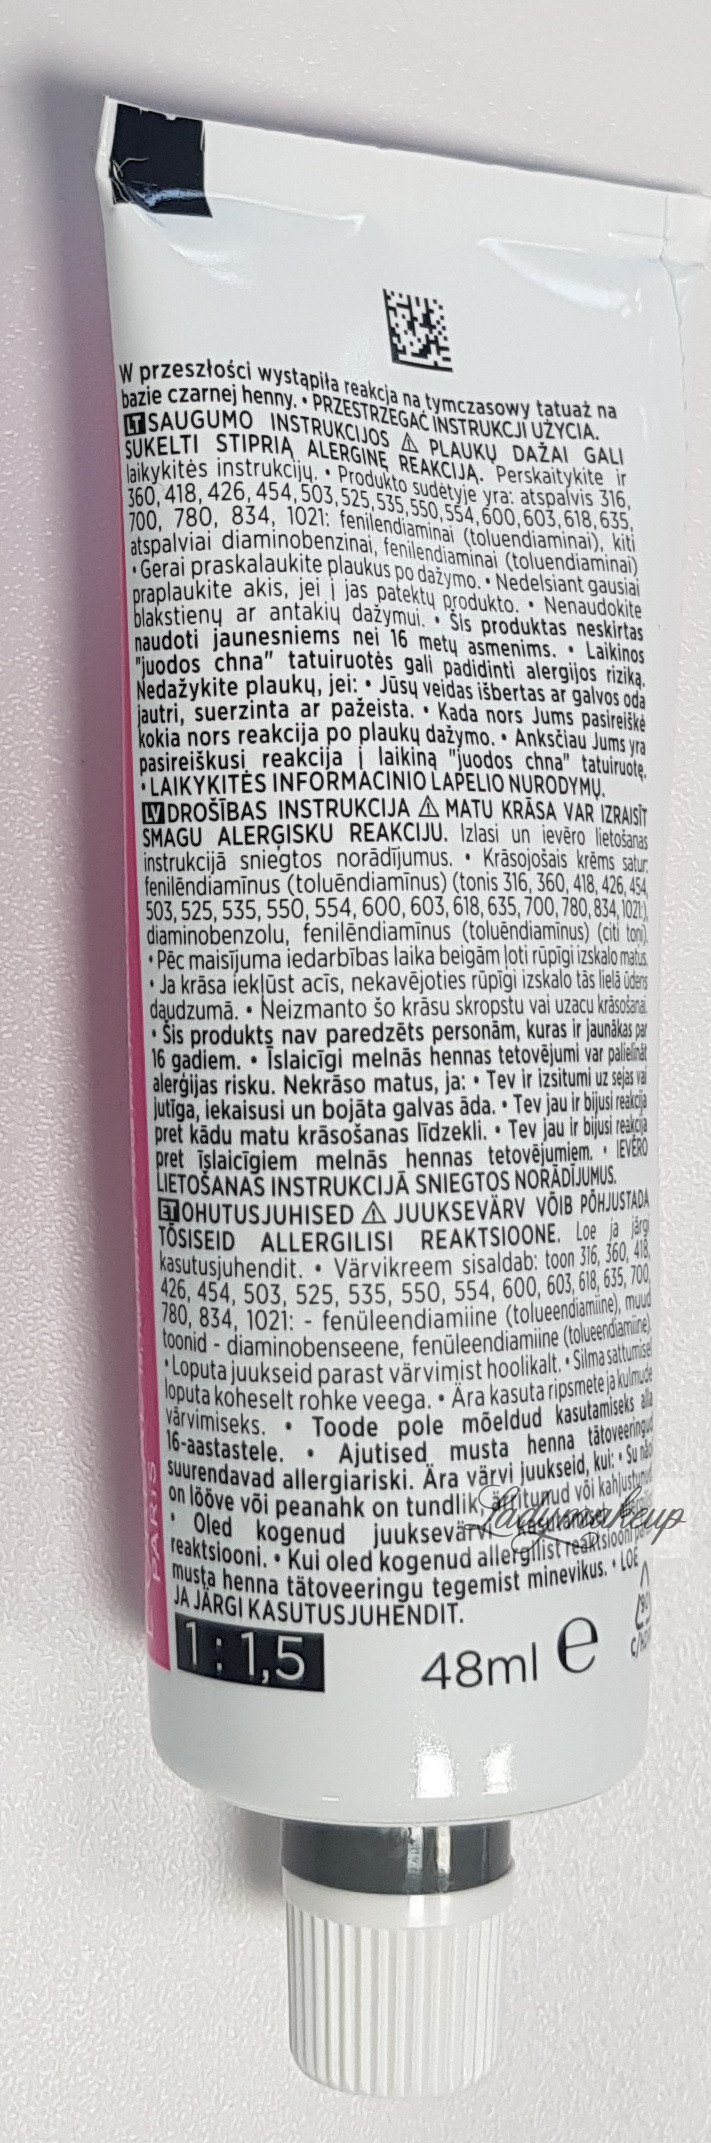 W przeszłości wystąpiła reakcja na tymczasowy tatuaż na
bazie czarnej henny. • PRZESTRZEGAĆ INSTRUKCJI UŻYCIA.
LT SAUGUMO INSTRUKCIJOS ⚠ PLAUKŲ DAŽAI GALI
SUKELTI STIPRIĄ ALERGINĘ REAKCIJĄ. Perskaitykite ir
laikykitės instrukcijų. • Produkto sudėtyje yra: atspalvis 316,
360, 418, 426, 454, 503, 525, 535, 550, 554, 600, 603, 618, 635,
700, 780, 834, 1021: fenilendiaminai (toluendiaminai), kiti
atspalviai diaminobenzinai, fenilendiaminai (toluendiaminai)
• Gerai praskalaukite plaukus po dažymo. • Nedelsiant gausiai
praplaukite akis, jei į jas patektų produkto. • Nenaudokite
blakstienų ar antakių dažymui. • Šis produktas neskirtas
naudoti jaunesniems nei 16 metų asmenims. • Laikinos
"juodos chna" tatuiruotės gali padidinti alergijos riziką.
Nedažykite plaukų, jei: • Jūsų veidas išbertas ar galvos oda
jautri, suerzinta ar pažeista. • Kada nors Jums pasireiškė
kokia nors reakcija po plaukų dažymo. • Anksčiau Jums yra
pasireiškusi reakcija į laikiną "juodos chna" tatuiruotę.
• LAIKYKITĖS INFORMACINIO LAPELIO NURODYMŲ.
LV DROŠĪBAS INSTRUKCIJA ⚠ MATU KRĀSA VAR IZRAISĪT
SMAGU ALERĢISKU REAKCIJU. Izlasi un ievēro lietošanas
instrukcijā sniegtos norādījumus. • Krāsojošais krēms satur:
fenilēndiamīnus (toluēndiamīnus) (tonis 316, 360, 418, 426, 454,
503, 525, 535, 550, 554, 600, 603, 618, 635, 700, 780, 834, 1021),
diaminobenzolu, fenilēndiamīnus (toluēndiamīnus) (citi toņi).
• Pēc maisījuma iedarbības laika beigām ļoti rūpīgi izskalo matus.
• Ja krāsa iekļūst acīs, nekavējoties rūpīgi izskalo tās lielā ūdens
daudzumā. • Neizmanto šo krāsu skropstu vai uzacu krāsošanai.
• Šis produkts nav paredzēts personām, kuras ir jaunākas par
16 gadiem. • Īslaicīgi melnās hennas tetovējumi var palielināt
alerģijas risku. Nekrāso matus, ja: • Tev ir izsitumi uz sejas vai
jutīga, iekaisusi un bojāta galvas āda. • Tev jau ir bijusi reakcija
pret kādu matu krāsošanas līdzekli. • Tev jau ir bijusi reakcija
pret īslaicīgiem melnās hennas tetovējumiem. • IEVĒRO
LIETOŠANAS INSTRUKCIJĀ SNIEGTOS NORĀDĪJUMUS.
ET OHUTUSJUHISED ⚠ JUUKSEVÄRV VÕIB PÕHJUSTADA
TÕSISEID ALLERGILISI REAKTSIOONE. Loe ja järgi
kasutusjuhendit. • Värvikreem sisaldab: toon 316, 360, 418,
426, 454, 503, 525, 535, 550, 554, 600, 603, 618, 635, 700,
780, 834, 1021: - fenüleendiamiine (tolueendiamiine), muud
toonid - diaminobenseene, fenüleendiamiine (tolueendiamiine).
• Loputa juukseid parast värvimist hoolikalt. • Silma sattumisel
loputa koheselt rohke veega. • Ära kasuta ripsmete ja kulmude
värvimiseks. • Toode pole mõeldud kasutamiseks alla
16-aastastele. • Ajutised musta henna tätoveeringud
suurendavad allergiariski. Ära värvi juukseid, kui: • Su näol
on lööve või peanahk on tundlik, ärritunud või kahjustunud
• Oled kogenud juuksevärvi
reaktsiooni. • Kui oled kogenud allergilist reaktsiooni
musta henna tätoveeringu tegemist minevikus. • LOE
JA JÄRGI KASUTUSJUHENDIT.
1 : 1,5
48ml e
PARIS
Ladymakeup